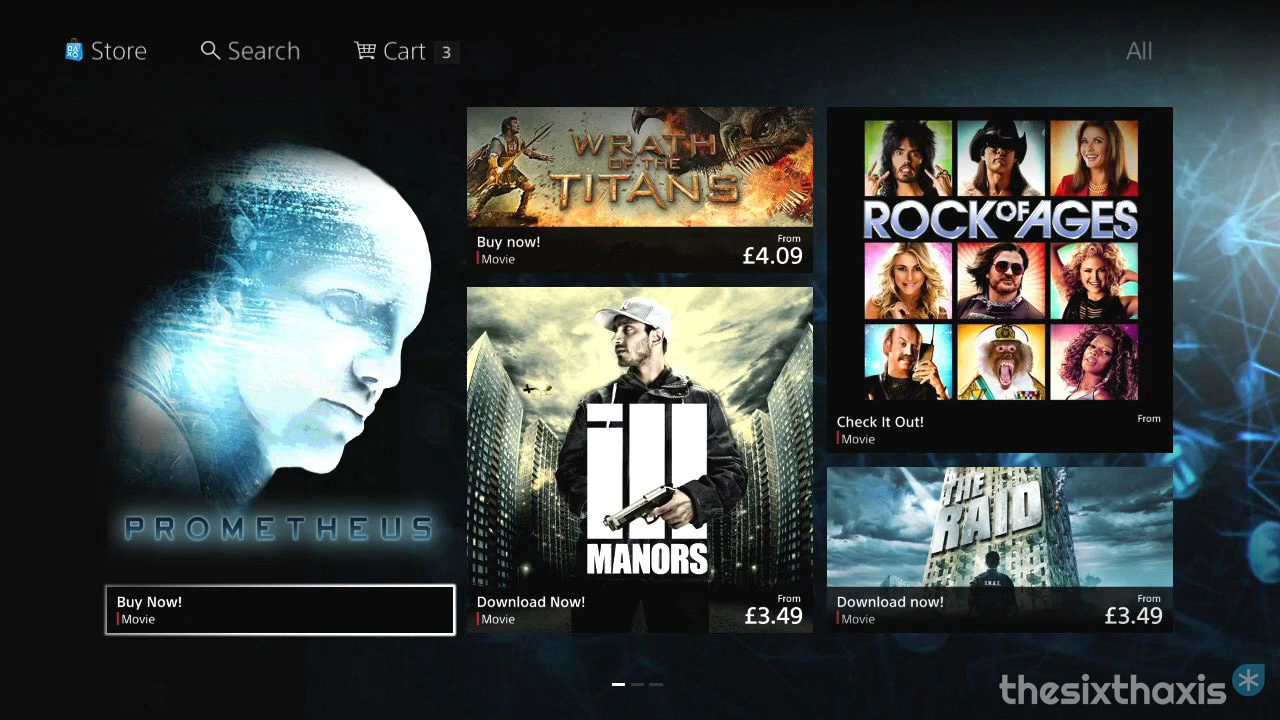 Store
Search
Cart 3
All
PROMETHEUS
Buy Now!
Movie
WRATH
OF THE
TITANS
Buy now!
Movie
From
£4.09
ill
MANORS
Download Now!
Movie
From
£3.49
ROCK OF AGES
Check It Out!
Movie
From
THE
RAID
S.W.A.T.
Download now!
Movie
From
£3.49
thesixthaxis